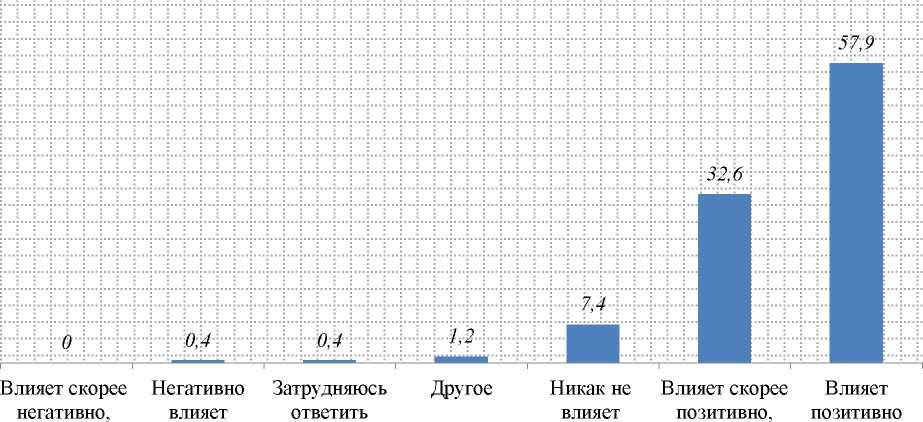 57,9
32,6
7,4
1,2
0,4
0,4
0
Влияет скорее
негативно,
Негативно
влияет
Затрудняюсь
ответить
Другое
Никак не
влияет
Влияет скорее
позитивно,
Влияет
позитивно